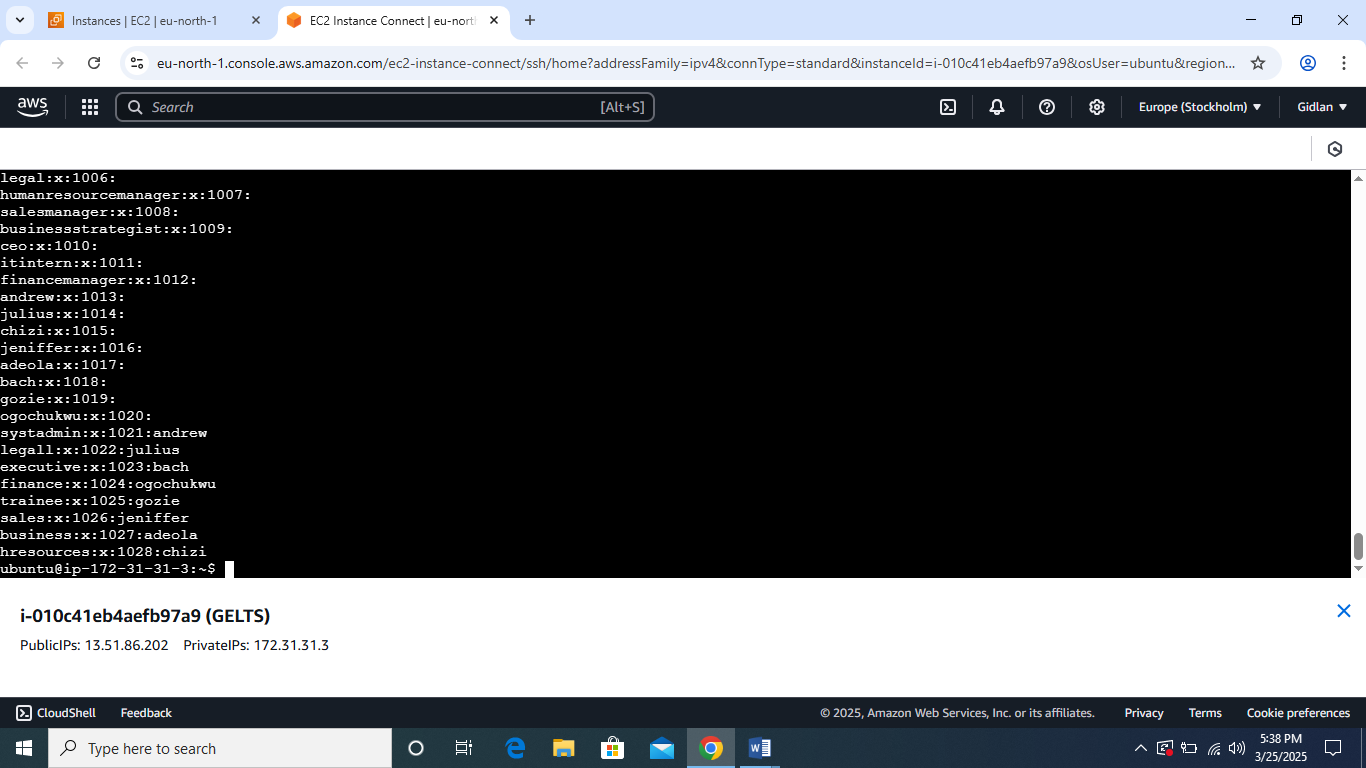 Instances | EC2 | eu-north-1
EC2 Instance Connect | eu-nort
eu-north-1.console.aws.amazon.com/ec2-instance-connect/ssh/home?addressFamily=ipv4&connType=standard&instanceId=i-010c41eb4aefb97a9&osUser=ubuntu&region...
aws
Search
[Alt+S]
Europe (Stockholm)
Gidlan
legal:x:1006:
humanresourcemanager:x:1007:
salesmanager:x:1008:
businessstrategist:x:1009:
ceo:x:1010:
itintern:x:1011:
financemanager:x:1012:
andrew:x:1013:
julius:x:1014:
chizi:x:1015:
jeniffer:x:1016:
adeola:x:1017:
bach:x:1018:
gozie:x:1019:
ogochukwu:x:1020:
systadmin:x:1021:andrew
legall:x:1022:julius
executive:x:1023:bach
finance:x:1024:ogochukwu
trainee:x:1025:gozie
sales:x:1026:jeniffer
business:x:1027:adeola
hresources:x:1028:chizi
ubuntu@ip-172-31-31-3:~$
i-010c41eb4aefb97a9 (GELTS)
PublicIPs: 13.51.86.202 PrivateIPs: 172.31.31.3
CloudShell
Feedback
© 2025, Amazon Web Services, Inc. or its affiliates.
Privacy
Terms
Cookie preferences
Type here to search
5:38 PM
3/25/2025